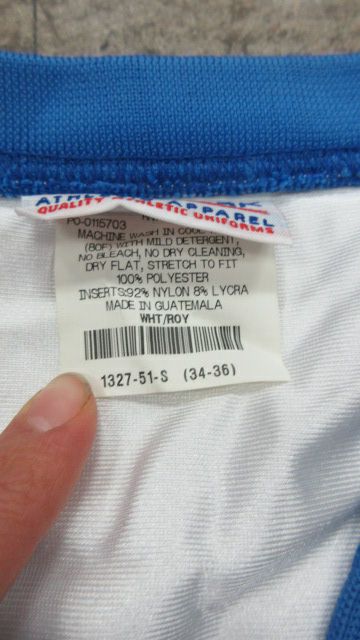 APPAREL
QUALITY ATHLETIC UNIFORMS
PO-0115703
MACHINE WASH IN COOL
(80F) WITH MILD DETERGENT,
NO BLEACH, NO DRY CLEANING,
DRY FLAT, STRETCH TO FIT
100% POLYESTER
INSERTS:92% NYLON 8% LYCRA
MADE IN GUATEMALA
WHT/ROY
1327-51-S (34-36)